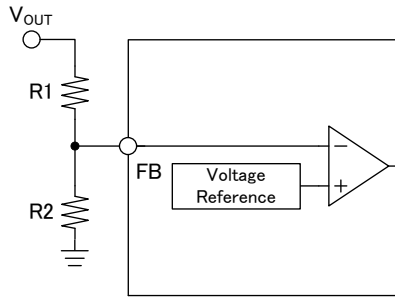 VOUT
R1
FB
Voltage
Reference
−
+
R2